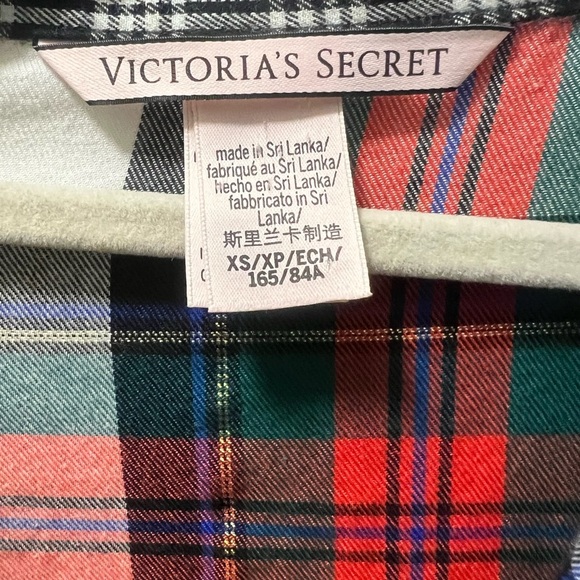 VICTORIA'S SECRET
made in Sri Lanka/
fabriqué au Sri Lanka/
hecho en Sri Lanka/
fabbricato in Sri
Lanka/
斯里兰卡制造
XS/XP/ECH/
165/84A